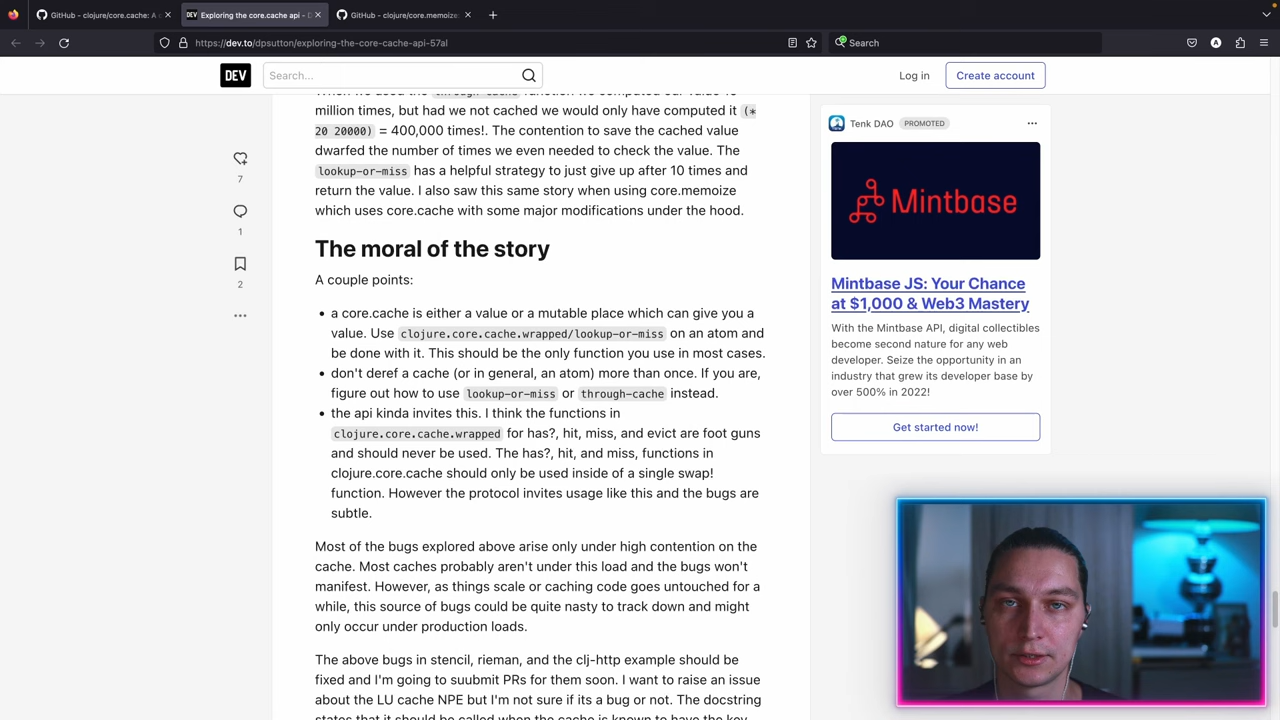 GitHub - clojure/core.cache: A c
Exploring the core.cache api - D
GitHub - clojure/core.memoize:
https://dev.to/dpsutton/exploring-the-core-cache-api-57al
Search
DEV
Search...
Log in
Create account
million times, but had we not cached we would only have computed it (*
20 20000) = 400,000 times!. The contention to save the cached value
dwarfed the number of times we even needed to check the value. The
lookup-or-miss has a helpful strategy to just give up after 10 times and
return the value. I also saw this same story when using core.memoize
which uses core.cache with some major modifications under the hood.
7
1
2
The moral of the story
A couple points:
• a core.cache is either a value or a mutable place which can give you a
value. Use clojure.core.cache.wrapped/lookup-or-miss on an atom and
be done with it. This should be the only function you use in most cases.
• don't deref a cache (or in general, an atom) more than once. If you are,
figure out how to use lookup-or-miss or through-cache instead.
• the api kinda invites this. I think the functions in
clojure.core.cache.wrapped for has?, hit, miss, and evict are foot guns
and should never be used. The has?, hit, and miss, functions in
clojure.core.cache should only be used inside of a single swap!
function. However the protocol invites usage like this and the bugs are
subtle.
Most of the bugs explored above arise only under high contention on the
cache. Most caches probably aren't under this load and the bugs won't
manifest. However, as things scale or caching code goes untouched for a
while, this source of bugs could be quite nasty to track down and might
only occur under production loads.
The above bugs in stencil, rieman, and the clj-http example should be
fixed and I'm going to suubmit PRs for them soon. I want to raise an issue
about the LU cache NPE but I'm not sure if its a bug or not. The docstring
states that it should be called when the cache is known to have the key
Tenk DAO PROMOTED
Mintbase
Mintbase JS: Your Chance
at $1,000 & Web3 Mastery
With the Mintbase API, digital collectibles
become second nature for any web
developer. Seize the opportunity in an
industry that grew its developer base by
over 500% in 2022!
Get started now!